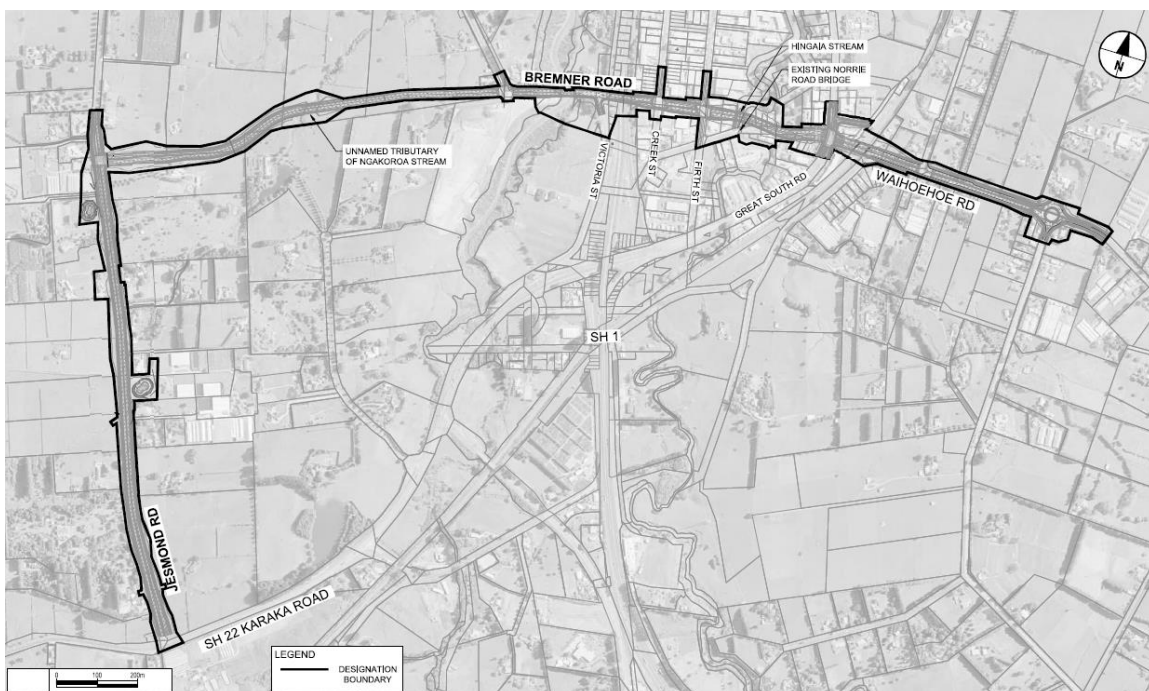 HINGAIA STREAM
EXISTING NORRIE
ROAD BRIDGE
N
BREMNER ROAD
UNNAMED TRIBUTARY
OF NGAKOROA STREAM
VICTORIA ST
CREEK ST
FIRTH ST
GREAT SOUTH RD
WAIHOEHOE RD
SH 1
JESMOND RD
SH 22 KARAKA ROAD
LEGEND
DESIGNATION
BOUNDARY
0 100 200m